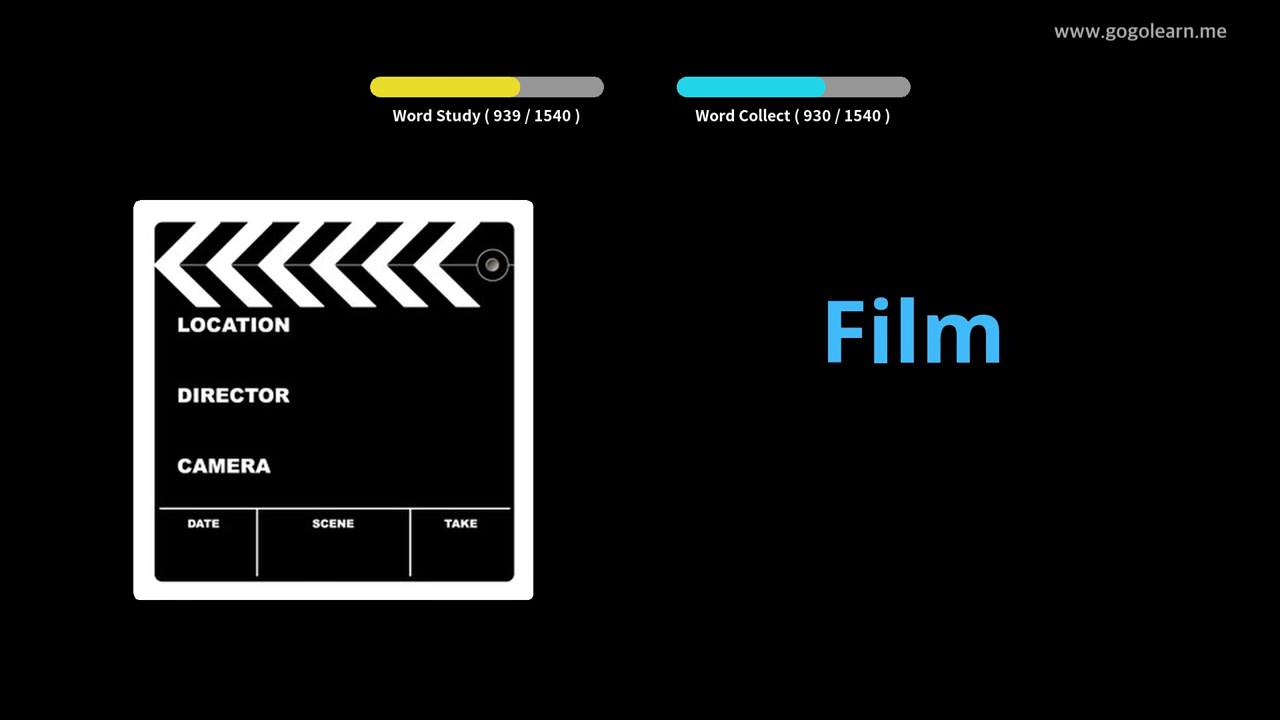 www.gogolearn.me
Word Study ( 939 / 1540 )
Word Collect ( 930 / 1540 )
LOCATION
DIRECTOR
CAMERA
DATE
SCENE
TAKE
Film